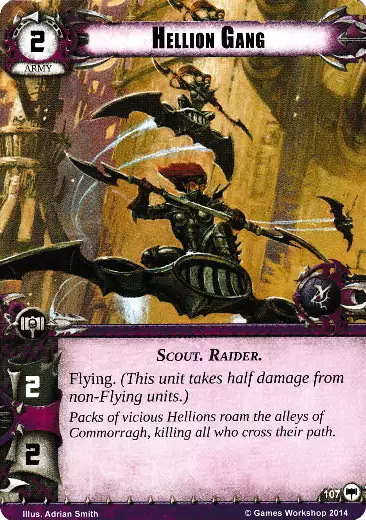 2
ARMY
HELLION GANG
SCOUT. RAIDER.
2
Flying. (This unit takes half damage from
non-Flying units.)
Packs of vicious Hellions roam the alleys of
Commorragh, killing all who cross their path.
2
107
Illus. Adrian Smith
© Games Workshop 2014